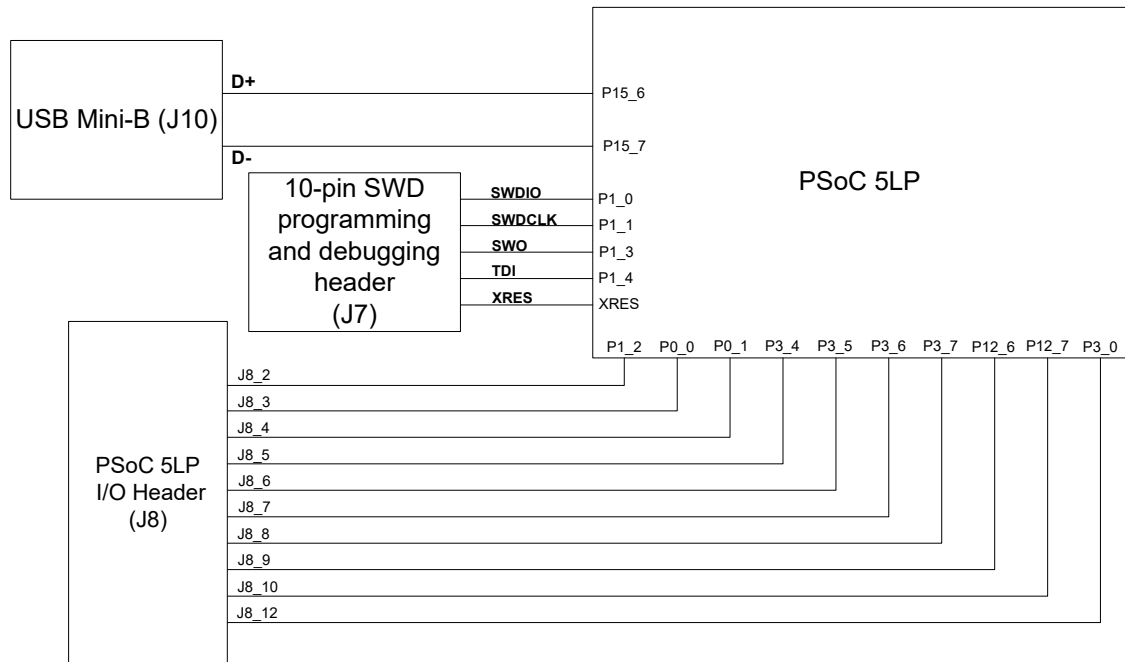 D+
USB Mini-B (J10)
D-
P15_6
P15_7
PSoC 5LP
10-pin SWD
programming
and debugging
header
(J7)
SWDIO
SWDCLK
SWO
TDI
XRES
P1_0
P1_1
P1_3
P1_4
XRES
P1_2 P0_0 P0_1 P3_4 P3_5 P3_6 P3_7 P12_6 P12_7 P3_0
PSoC 5LP
I/O Header
(J8)
J8_2
J8_3
J8_4
J8_5
J8_6
J8_7
J8_8
J8_9
J8_10
J8_12